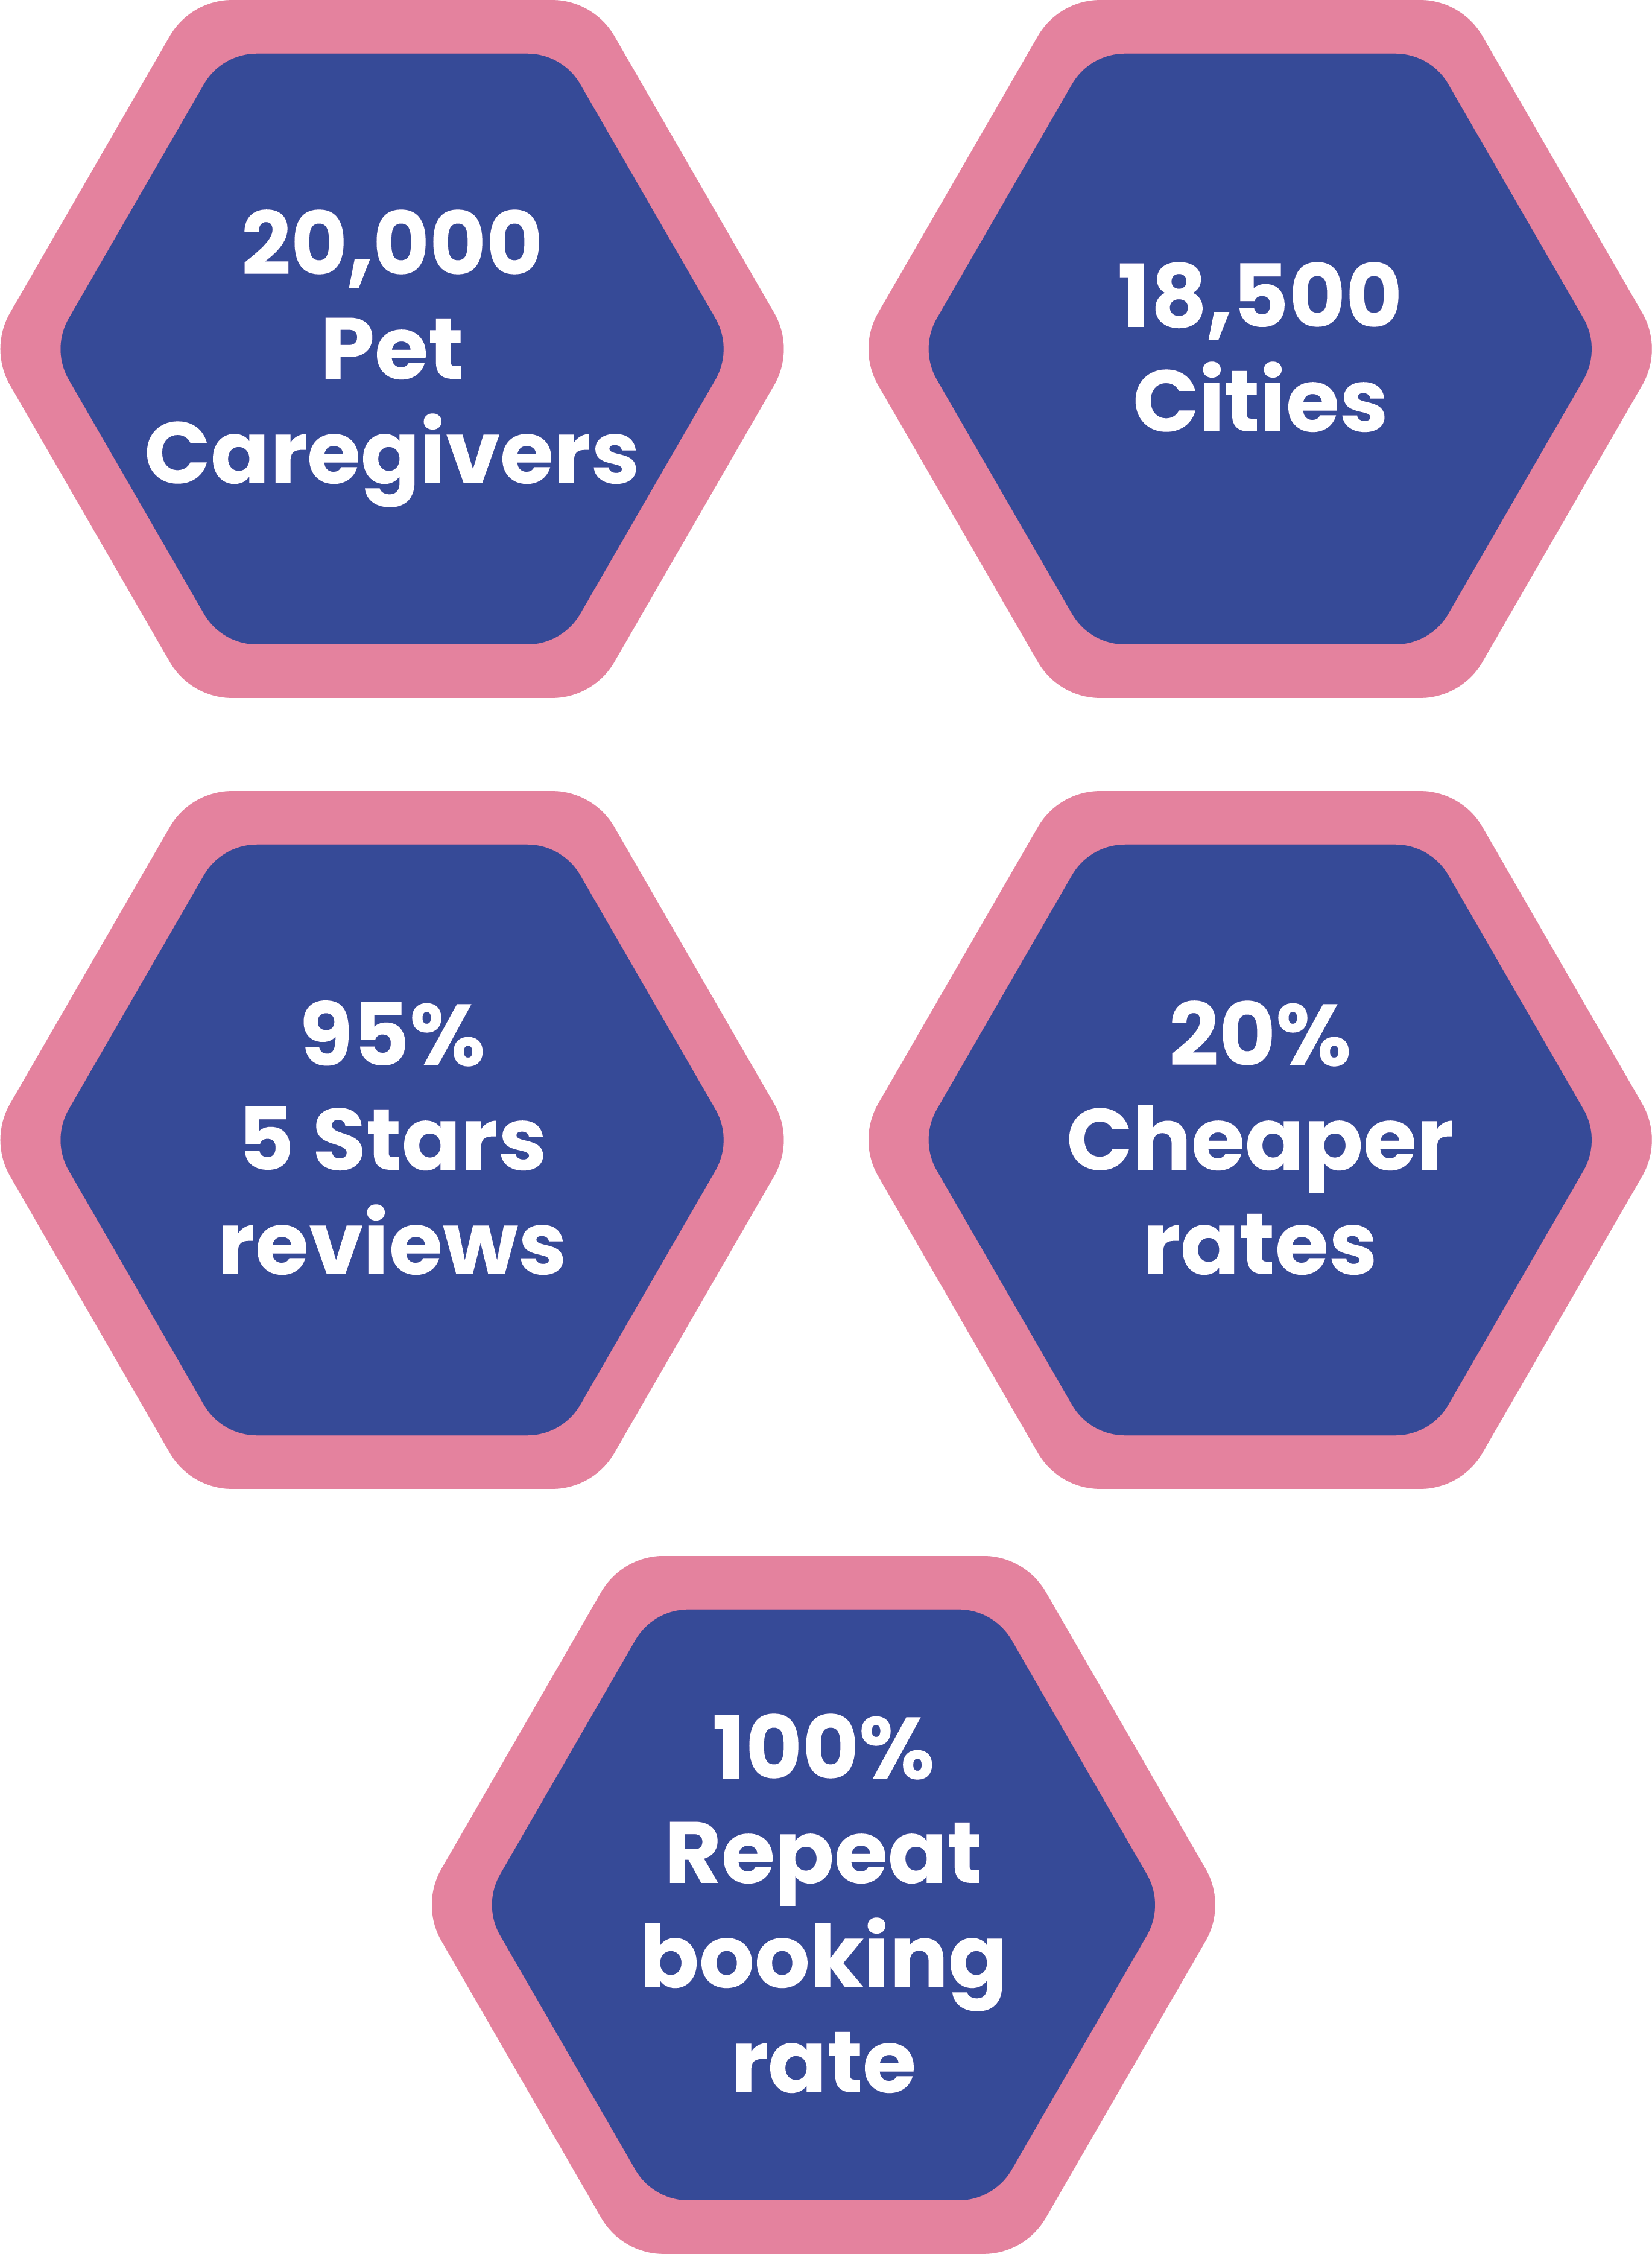 20,000
Pet
Caregivers
18,500
Cities
95%
5 Stars
reviews
20%
Cheaper
rates
100%
Repeat
booking
rate